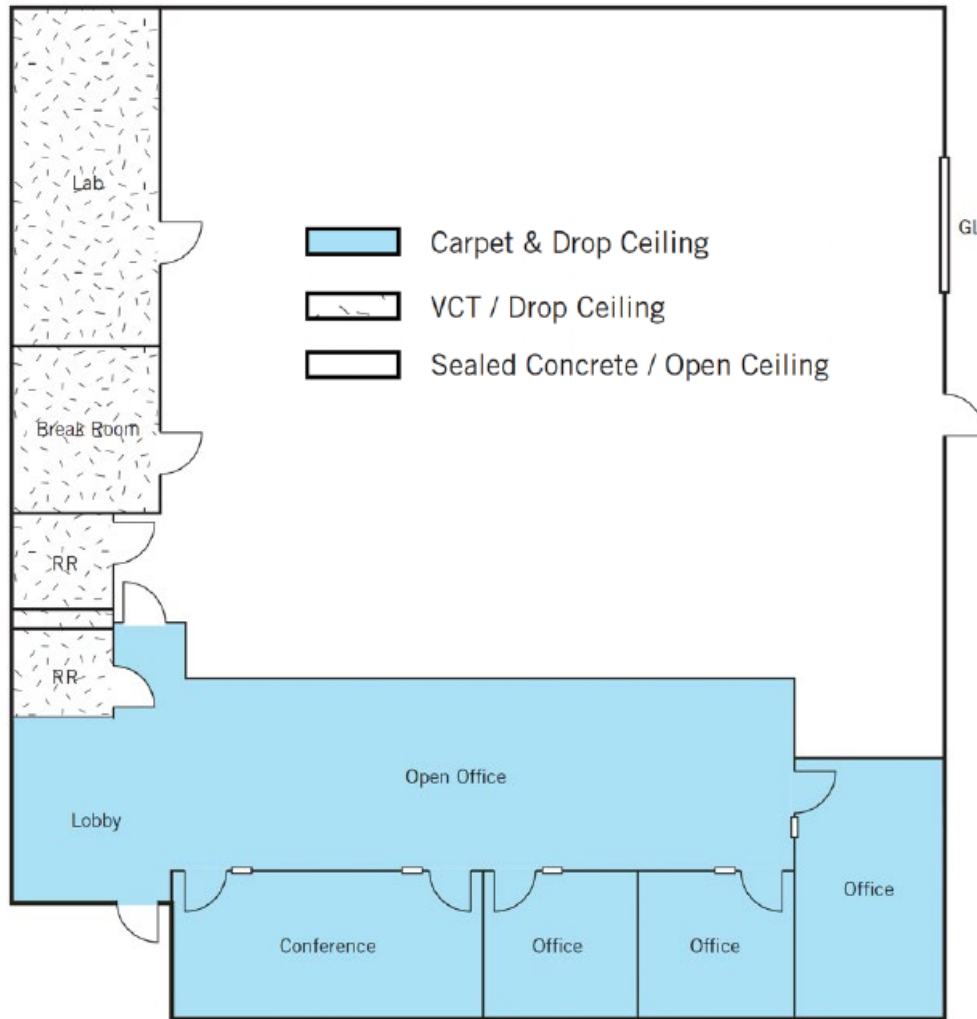 Lab
Carpet & Drop Ceiling
GL
VCT / Drop Ceiling
Sealed Concrete / Open Ceiling
Break Room
RR
RR
Open Office
Lobby
Office
Conference
Office
Office